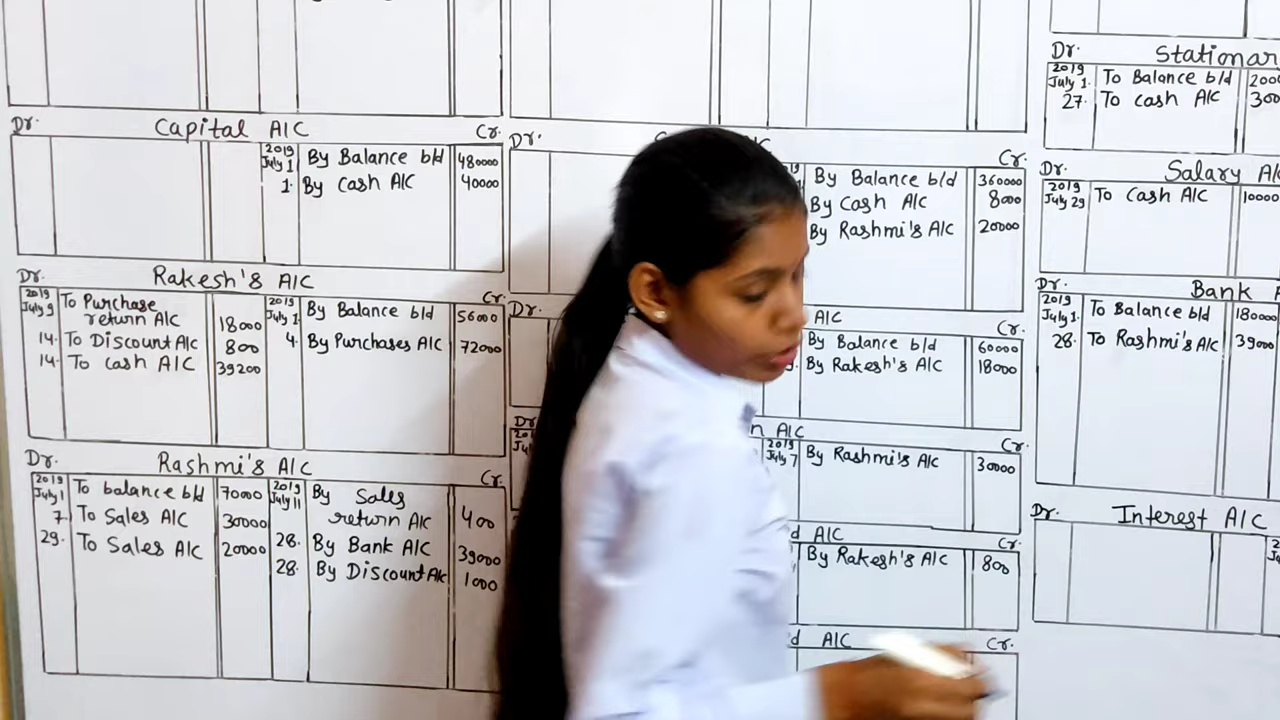 Dr. Capital A/C Cr.
2019
July 1 By Balance b/d 480000
1. By Cash A/C 40000
Dr. Rakesh's A/C Cr.
2019
July 9 To Purchase
return A/C 18000
14. To Discount A/C 800
14. To Cash A/C 39200
2019
July 1 By Balance b/d 56000
4. By Purchases A/C 72000
Dr. Rashmi's A/C Cr.
2019
July 1 To balance b/d 70000
7. To Sales A/C 30000
29. To Sales A/C 20000
2019
July 11 By Sales
return A/C 400
28. By Bank A/C 39000
28. By Discount A/C 1000
Dr. Cr.
By Balance b/d 360000
By Cash A/C 8000
By Rashmi's A/C 20000
Dr. A/C Cr.
By Balance b/d 60000
By Rakesh's A/C 18000
Dr. A/C Cr.
2019
July 7 By Rashmi's A/C 30000
A/C Cr.
By Rakesh's A/C 800
A/C Cr.
Dr.
2019
July 1. To Balance b/d
27. To Cash A/C
Dr. Salary
2019
July 29 To Cash A/C 10000
Dr. Bank
2019
July 1. To Balance b/d 180000
28. To Rashmi's A/C 39000
Dr. Interest A/C